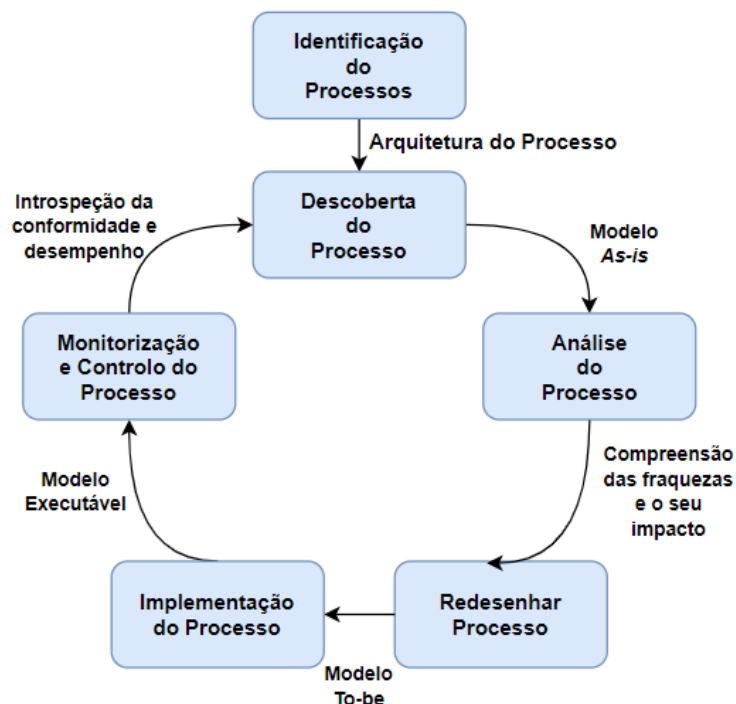 Identificação
do
Processos
Arquitetura do Processo
Descoberta
do
Processo
Modelo
As-is
Análise
do
Processo
Compreensão
das fraquezas
e o seu
impacto
Redesenhar
Processo
Modelo
To-be
Implementação
do Processo
Modelo
Executável
Monitorização
e Controlo do
Processo
Introspeção da
conformidade e
desempenho